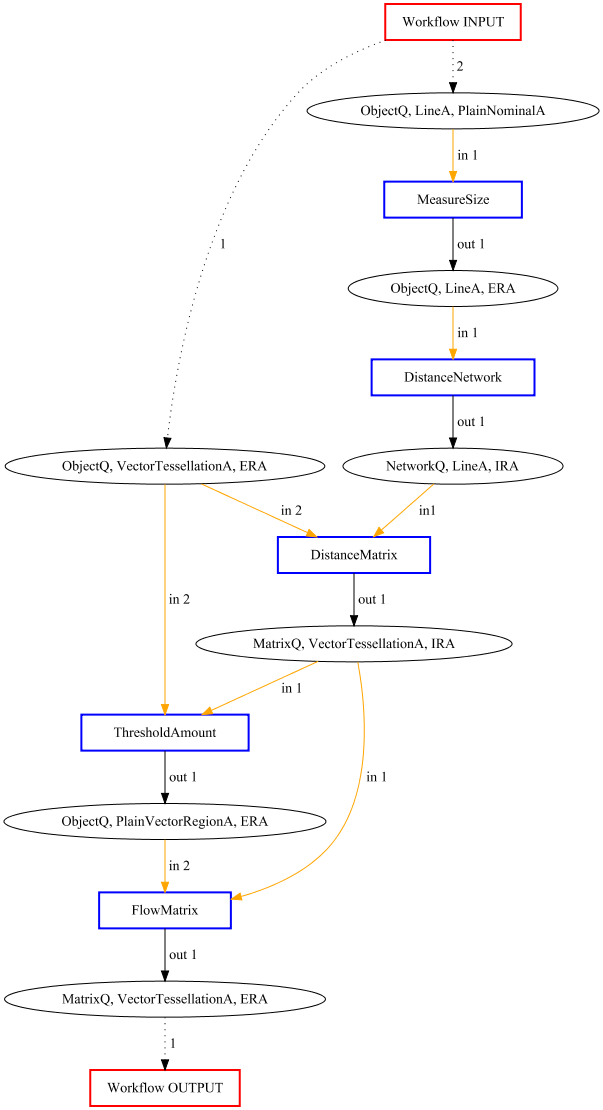 Workflow INPUT
2
ObjectQ, LineA, PlainNominalA
in 1
MeasureSize
1
out 1
ObjectQ, LineA, ERA
in 1
DistanceNetwork
out 1
ObjectQ, VectorTessellationA, ERA
NetworkQ, LineA, IRA
in 2
in1
DistanceMatrix
in 2
out 1
MatrixQ, VectorTessellationA, IRA
in 1
ThresholdAmount
out 1
in 1
ObjectQ, PlainVectorRegionA, ERA
in 2
FlowMatrix
out 1
MatrixQ, VectorTessellationA, ERA
1
Workflow OUTPUT